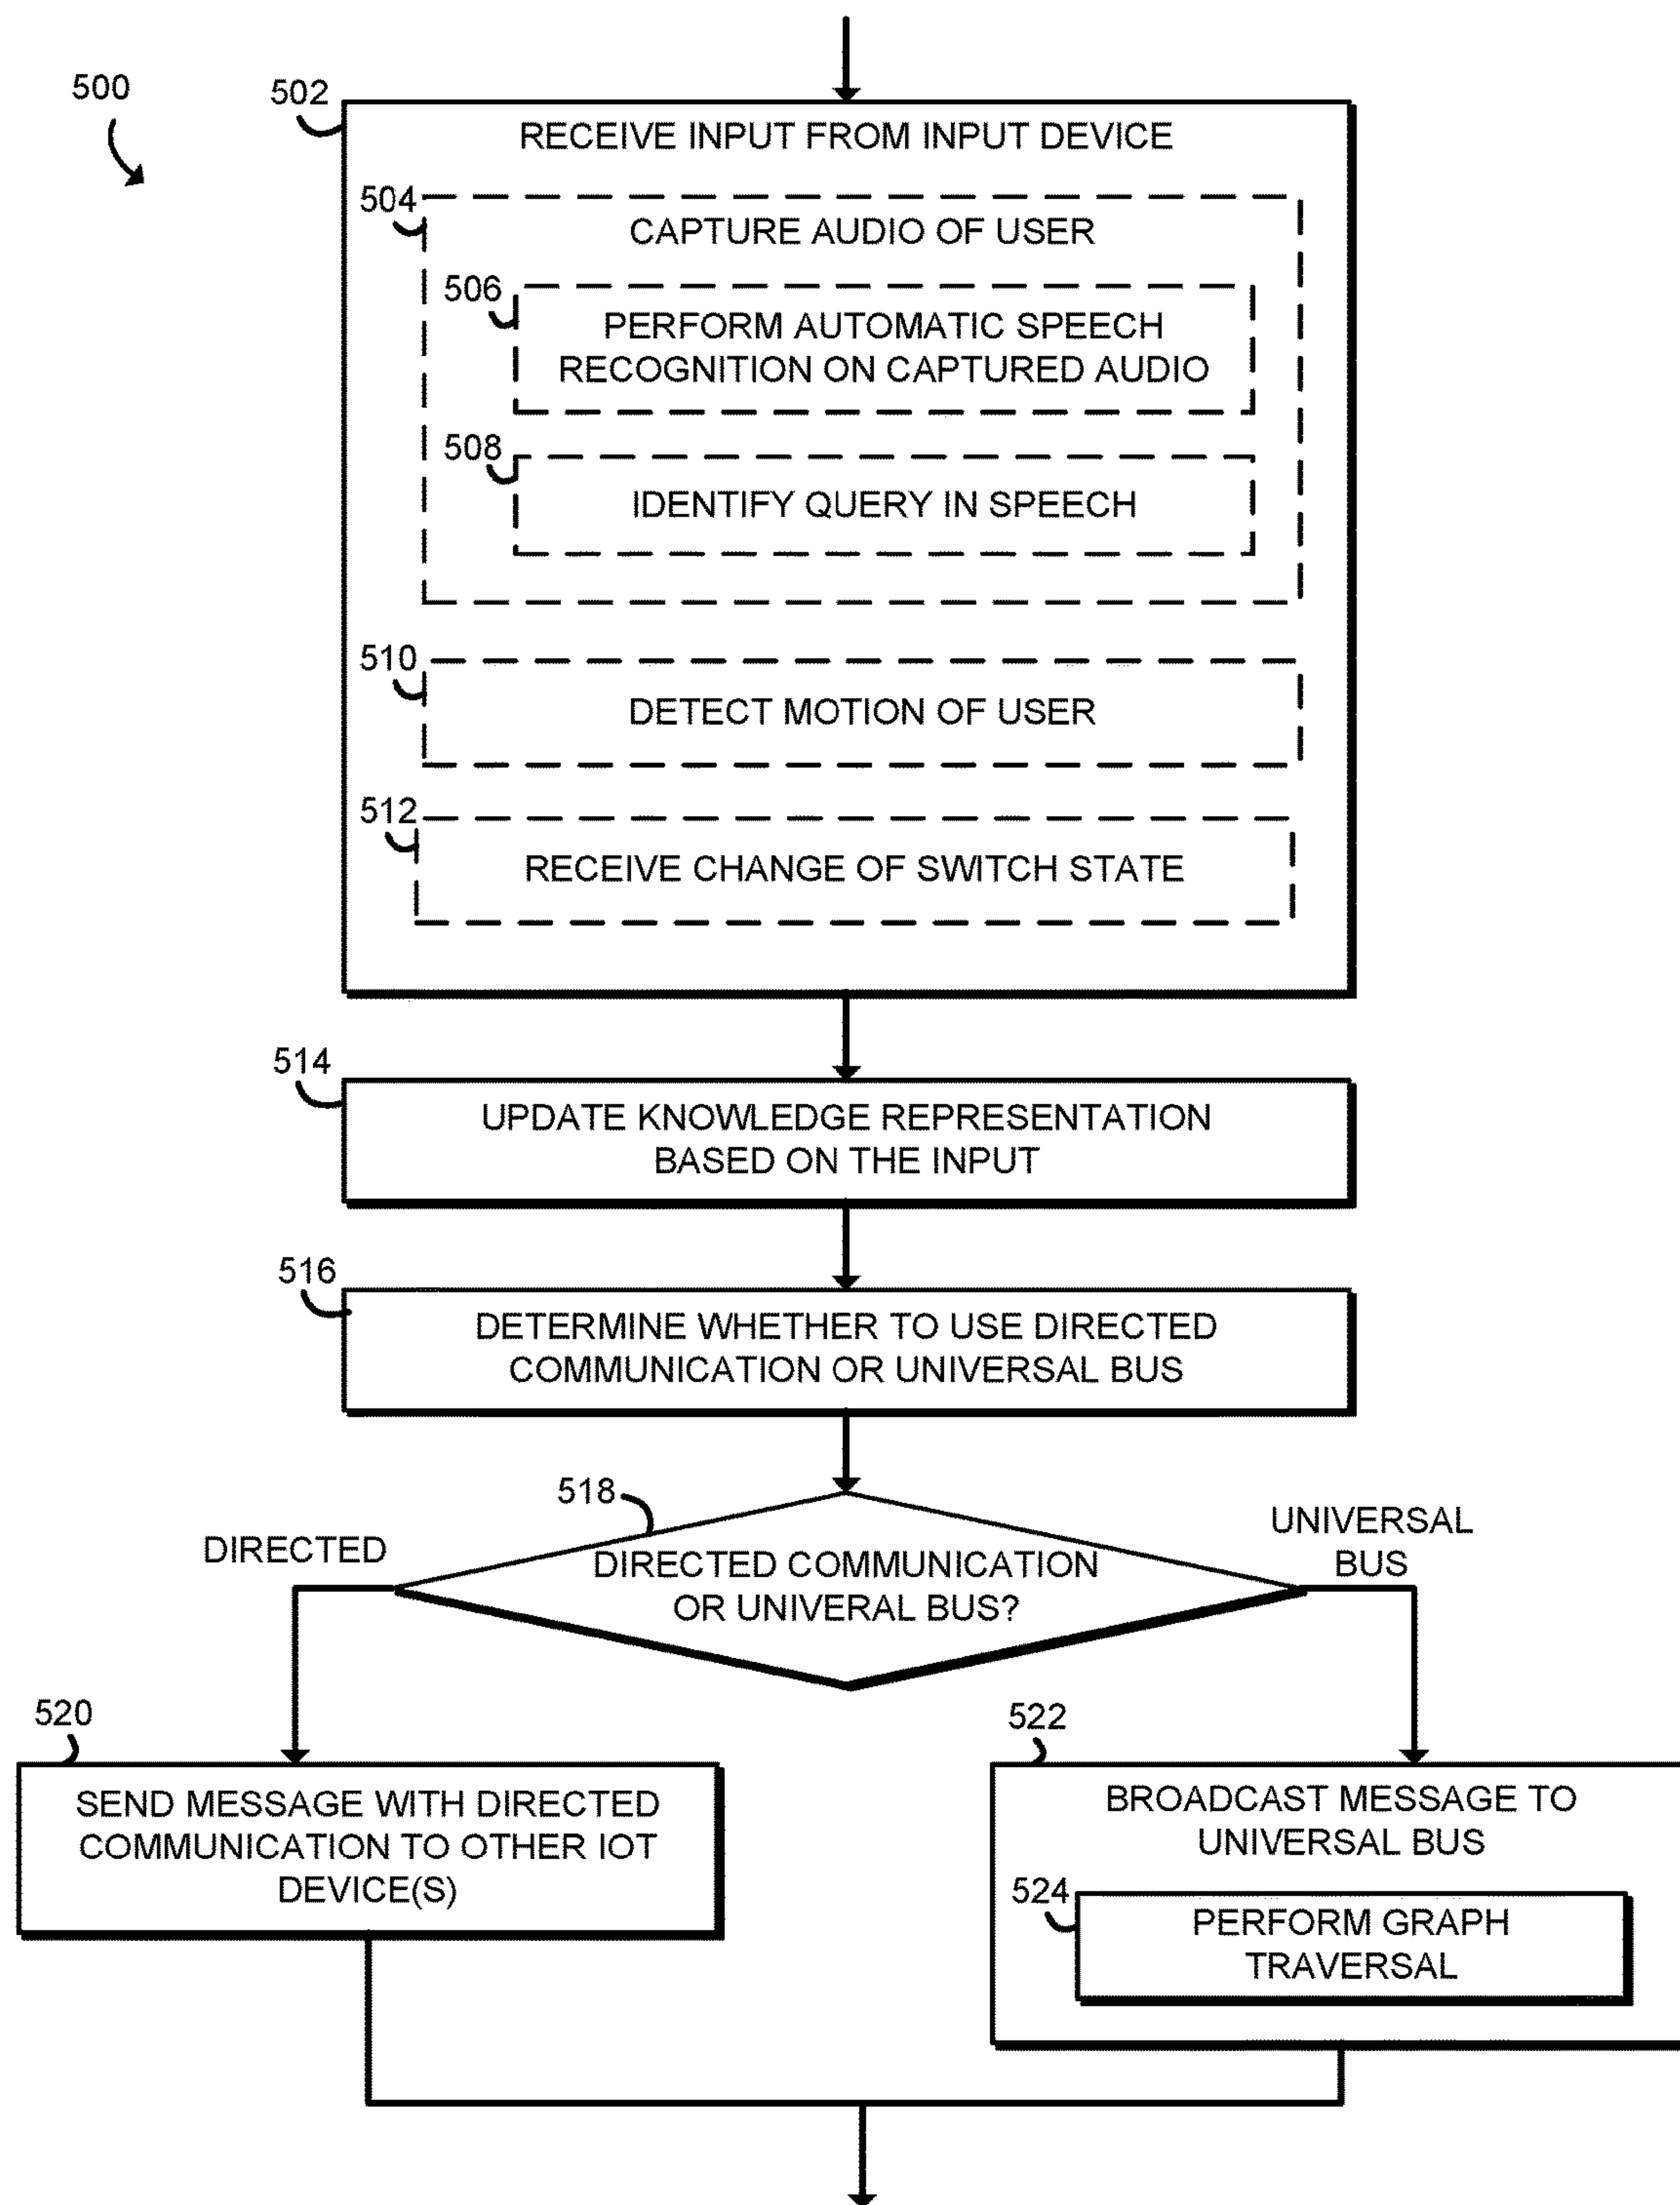 500
502
RECEIVE INPUT FROM INPUT DEVICE
504
CAPTURE AUDIO OF USER
506
PERFORM AUTOMATIC SPEECH
RECOGNITION ON CAPTURED AUDIO
508
IDENTIFY QUERY IN SPEECH
510
DETECT MOTION OF USER
512
RECEIVE CHANGE OF SWITCH STATE
514
UPDATE KNOWLEDGE REPRESENTATION
BASED ON THE INPUT
516
DETERMINE WHETHER TO USE DIRECTED
COMMUNICATION OR UNIVERSAL BUS
518
DIRECTED COMMUNICATION
OR UNIVERAL BUS?
DIRECTED
UNIVERSAL
BUS
520
SEND MESSAGE WITH DIRECTED
COMMUNICATION TO OTHER IOT
DEVICE(S)
522
BROADCAST MESSAGE TO
UNIVERSAL BUS
524
PERFORM GRAPH
TRAVERSAL